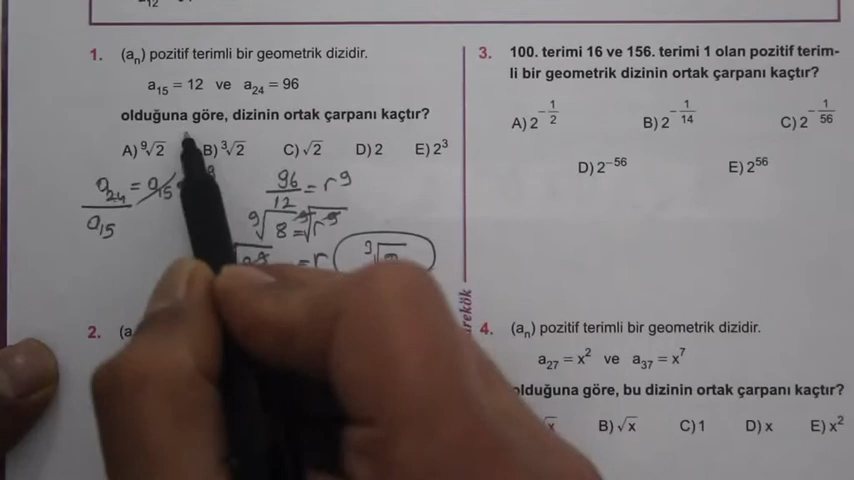 1. (aₙ) pozitif terimli bir geometrik dizidir.
a₁₅ = 12 ve a₂₄ = 96
olduğuna göre, dizinin ortak çarpanı kaçtır?
A) ⁹√2 B) ³√2 C) √2 D) 2 E) 2³
a₂₄ = a₁₅
a₁₅
96/12 = r⁹
⁹√8 = ⁹√r⁹
= r
2. (a
3. 100. terimi 16 ve 156. terimi 1 olan pozitif terim-
li bir geometrik dizinin ortak çarpanı kaçtır?
A) 2^(-1/2) B) 2^(-1/14) C) 2^(-1/56)
D) 2⁻⁵⁶ E) 2⁵⁶
4. (aₙ) pozitif terimli bir geometrik dizidir.
a₂₇ = x² ve a₃₇ = x⁷
olduğuna göre, bu dizinin ortak çarpanı kaçtır?
B) √x C) 1 D) x E) x²